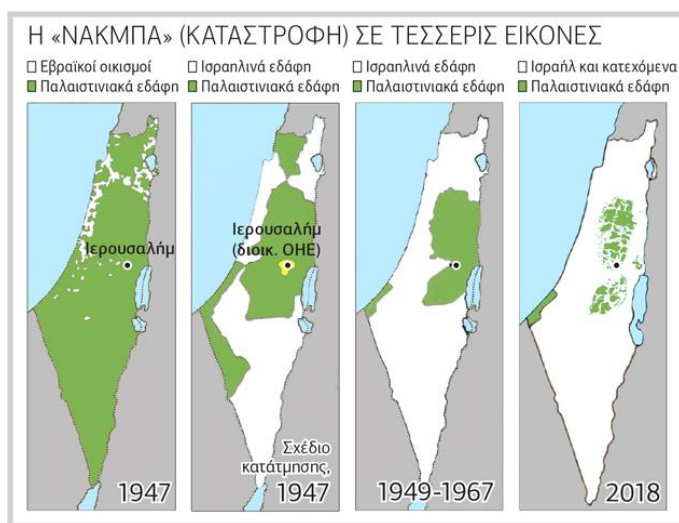 Η «ΝΑΚΜΠΑ» (ΚΑΤΑΣΤΡΟΦΗ) ΣΕ ΤΕΣΣΕΡΙΣ ΕΙΚΟΝΕΣ
Εβραϊκοί οικισμοί
Παλαιστινιακά εδάφη
Ιερουσαλήμ
1947
Ισραηλινά εδάφη
Παλαιστινιακά εδάφη
Ιερουσαλήμ
(διοικ. ΟΗΕ)
Σχέδιο
κατάτμησης,
1947
Ισραηλινά εδάφη
Παλαιστινιακά εδάφη
1949-1967
Ισραήλ και κατεχόμενα
Παλαιστινιακά εδάφη
2018